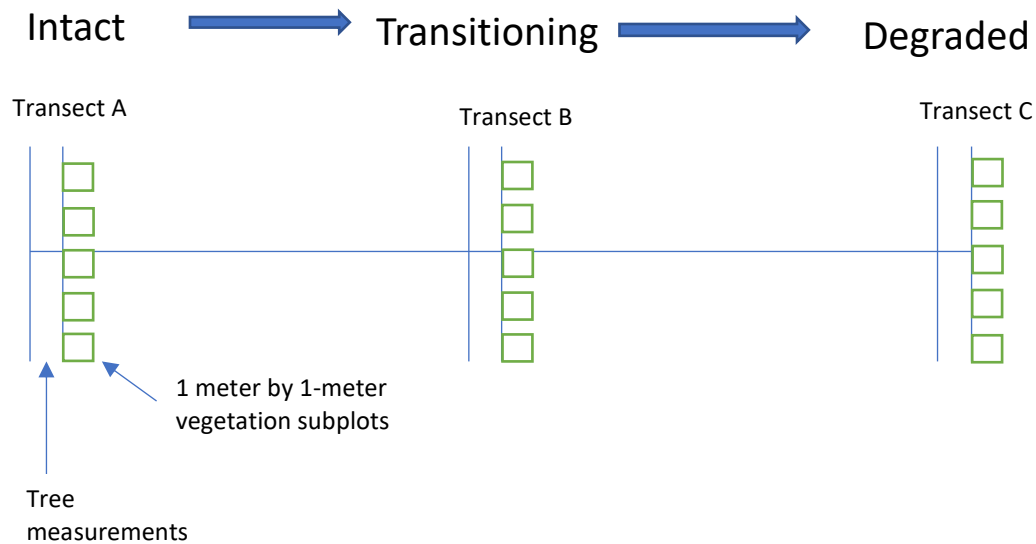 Intact
Transitioning
Degraded
Transect A
Transect B
Transect C
1 meter by 1-meter
vegetation subplots
Tree
measurements